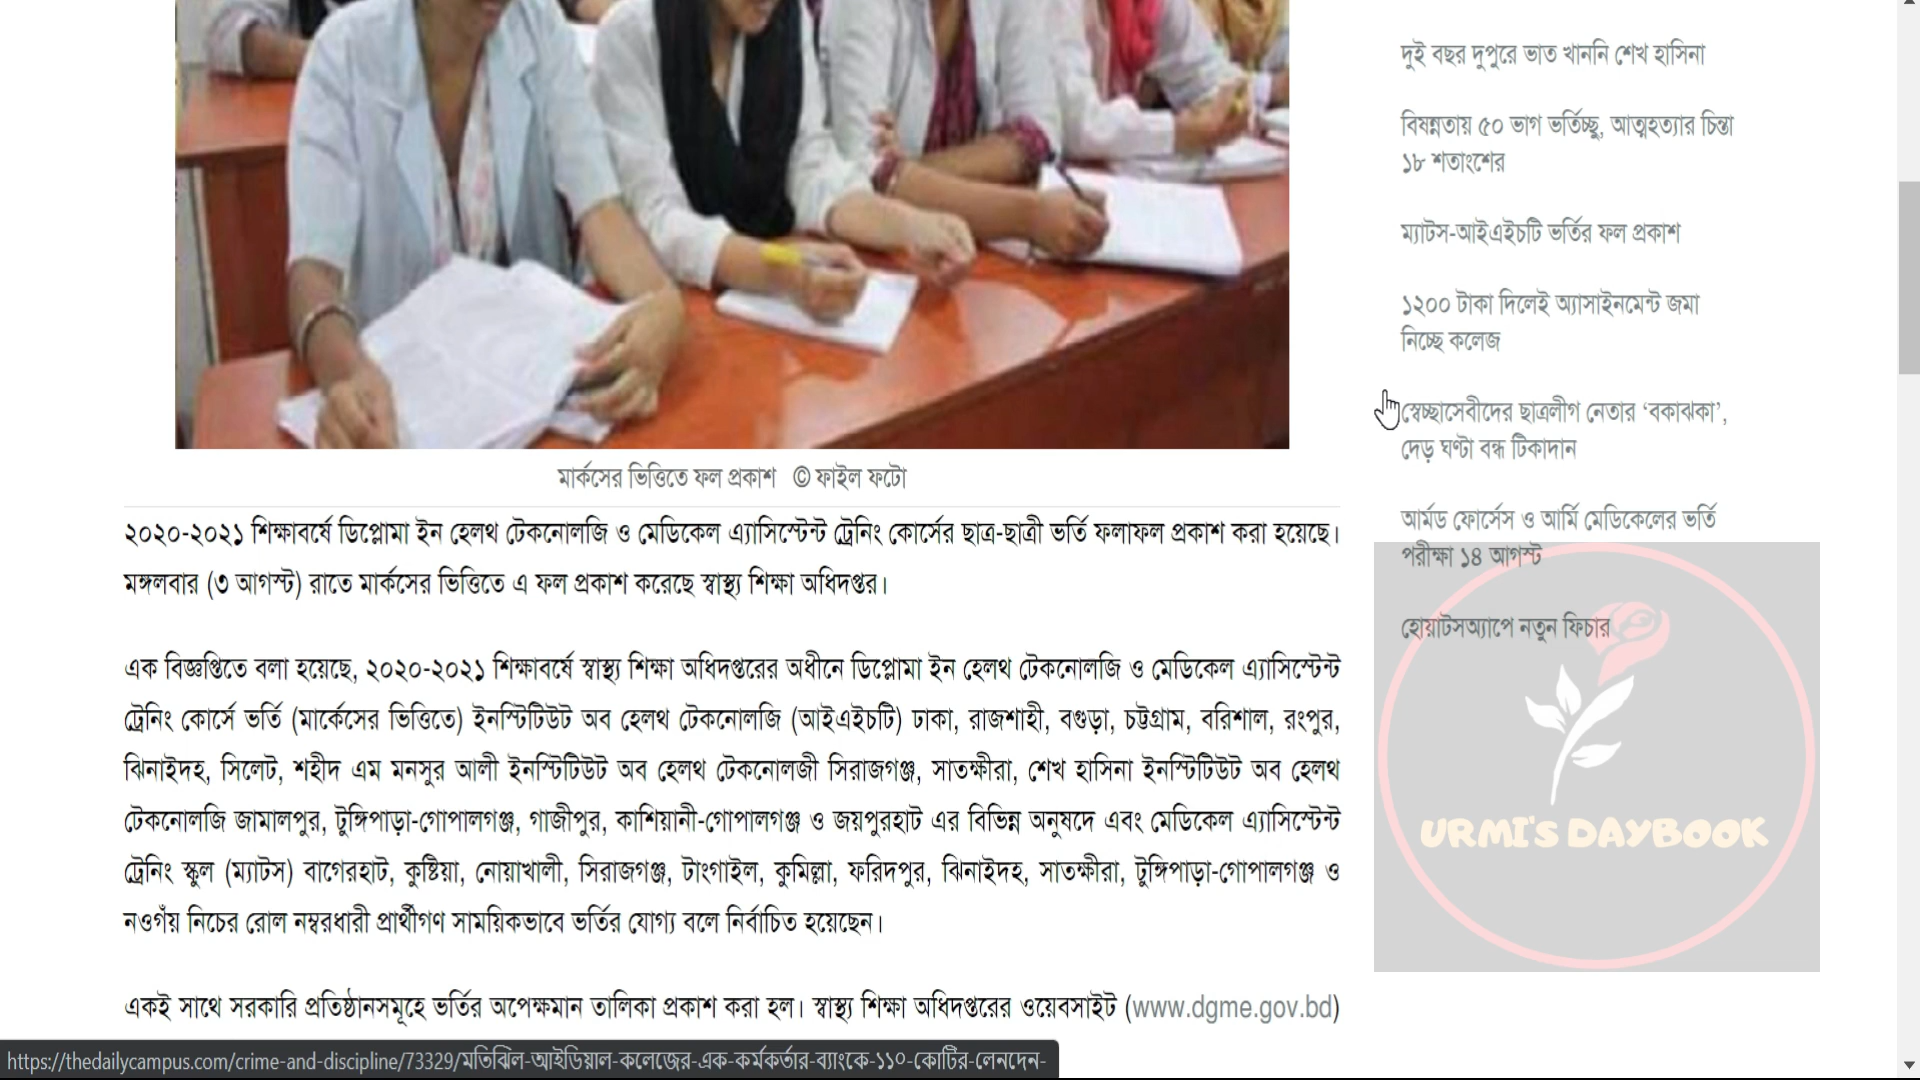 মার্কসের ভিত্তিতে ফল প্রকাশ © ফাইল ফটো
২০২০-২০২১ শিক্ষাবর্ষে ডিপ্লোমা ইন হেলথ টেকনোলজি ও মেডিকেল এ্যাসিস্টেন্ট ট্রেনিং কোর্সের ছাত্র-ছাত্রী ভর্তি ফলাফল প্রকাশ করা হয়েছে।
মঙ্গলবার (৩ আগস্ট) রাতে মার্কসের ভিত্তিতে এ ফল প্রকাশ করেছে স্বাস্থ্য শিক্ষা অধিদপ্তর।
এক বিজ্ঞপ্তিতে বলা হয়েছে, ২০২০-২০২১ শিক্ষাবর্ষে স্বাস্থ্য শিক্ষা অধিদপ্তরের অধীনে ডিপ্লোমা ইন হেলথ টেকনোলজি ও মেডিকেল এ্যাসিস্টেন্ট
ট্রেনিং কোর্সে ভর্তি (মার্কেসের ভিত্তিতে) ইনস্টিটিউট অব হেলথ টেকনোলজি (আইএইচটি) ঢাকা, রাজশাহী, বগুড়া, চট্টগ্রাম, বরিশাল, রংপুর,
ঝিনাইদহ, সিলেট, শহীদ এম মনসুর আলী ইনস্টিটিউট অব হেলথ টেকনোলজী সিরাজগঞ্জ, সাতক্ষীরা, শেখ হাসিনা ইনস্টিটিউট অব হেলথ
টেকনোলজি জামালপুর, টুঙ্গিপাড়া-গোপালগঞ্জ, গাজীপুর, কাশিয়ানী-গোপালগঞ্জ ও জয়পুরহাট এর বিভিন্ন অনুষদে এবং মেডিকেল এ্যাসিস্টেন্ট
ট্রেনিং স্কুল (ম্যাটস) বাগেরহাট, কুষ্টিয়া, নোয়াখালী, সিরাজগঞ্জ, টাংগাইল, কুমিল্লা, ফরিদপুর, ঝিনাইদহ, সাতক্ষীরা, টুঙ্গিপাড়া-গোপালগঞ্জ ও
নওগাঁয় নিচের রোল নম্বরধারী প্রার্থীগণ সাময়িকভাবে ভর্তির যোগ্য বলে নির্বাচিত হয়েছেন।
একই সাথে সরকারি প্রতিষ্ঠানসমূহে ভর্তির অপেক্ষমান তালিকা প্রকাশ করা হল। স্বাস্থ্য শিক্ষা অধিদপ্তরের ওয়েবসাইট (www.dgme.gov.bd)
দুই বছর দুপুরে ভাত খাননি শেখ হাসিনা
বিষন্নতায় ৫০ ভাগ ভর্তিচ্ছু, আত্মহত্যার চিন্তা
১৮ শতাংশের
ম্যাটস-আইএইচটি ভর্তির ফল প্রকাশ
১২০০ টাকা দিলেই অ্যাসাইনমেন্ট জমা
নিচ্ছে কলেজ
স্বেচ্ছাসেবীদের ছাত্রলীগ নেতার ‘বকাঝকা’,
দেড় ঘণ্টা বন্ধ টিকাদান
আর্মড ফোর্সেস ও আর্মি মেডিকেলের ভর্তি
পরীক্ষা ১৪ আগস্ট
হোয়াটসঅ্যাপে নতুন ফিচার
URMI'S DAYBOOK
https://thedailycampus.com/crime-and-discipline/73329/মতিঝিল-আইডিয়াল-কলেজের-এক-কর্মকর্তার-ব্যাংকে-১১০-কোটির-লেনদেন-